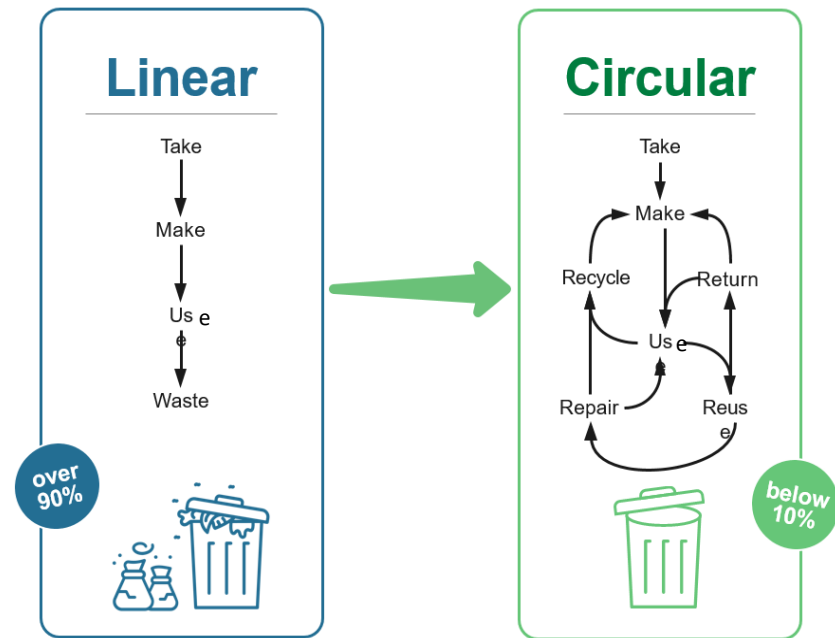 Linear
Take
Make
Us e
e
Waste
over
90%
Circular
Take
Make
Recycle
Return
Us e
e
Repair
Reus
e
below
10%